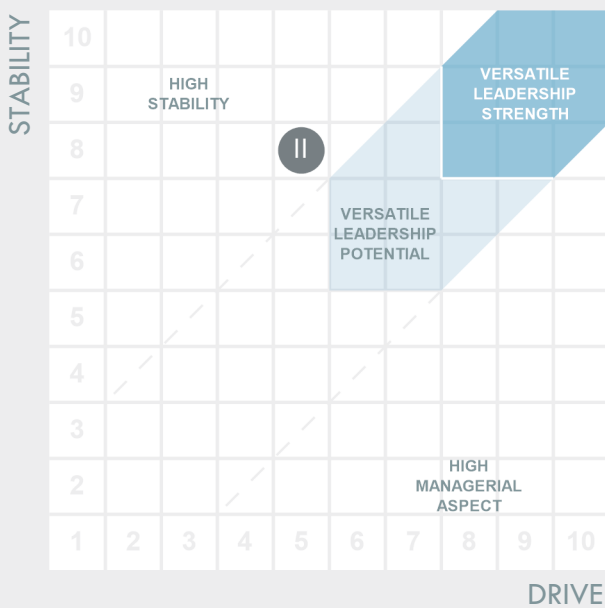 STABILITY
10
9
8
7
6
5
4
3
2
1 2 3 4 5 6 7 8 9 10
HIGH
STABILITY
VERSATILE
LEADERSHIP
STRENGTH
II
VERSATILE
LEADERSHIP
POTENTIAL
HIGH
MANAGERIAL
ASPECT
DRIVE